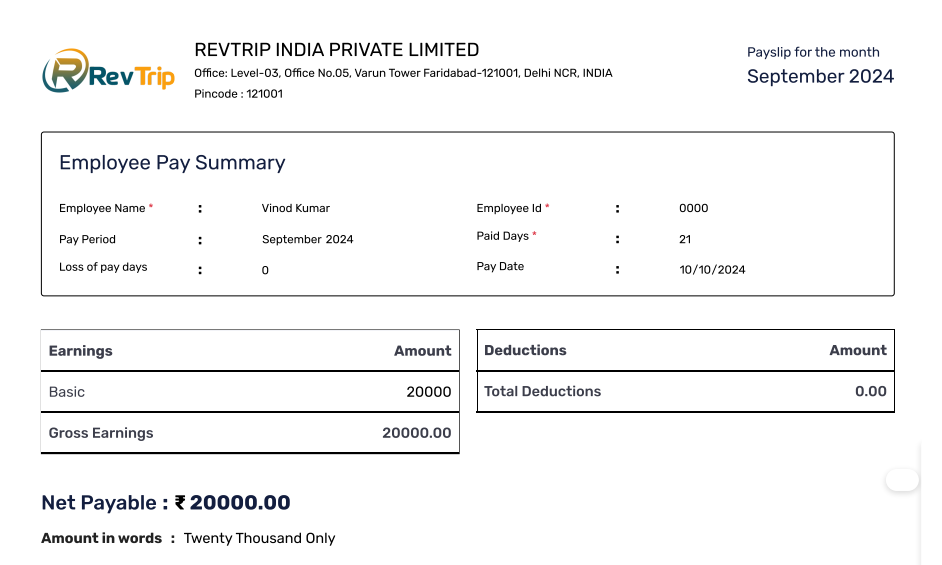 RevTrip
REVTRIP INDIA PRIVATE LIMITED
Office: Level-03, Office No.05, Varun Tower Faridabad-121001, Delhi NCR, INDIA
Pincode : 121001
Payslip for the month
September 2024
Employee Pay Summary
Employee Name * : Vinod Kumar Employee Id * : 0000
Pay Period : September 2024 Paid Days * : 21
Loss of pay days : 0 Pay Date : 10/10/2024
Earnings Amount Deductions Amount
Basic 20000 Total Deductions 0.00
Gross Earnings 20000.00
Net Payable : ₹ 20000.00
Amount in words : Twenty Thousand Only